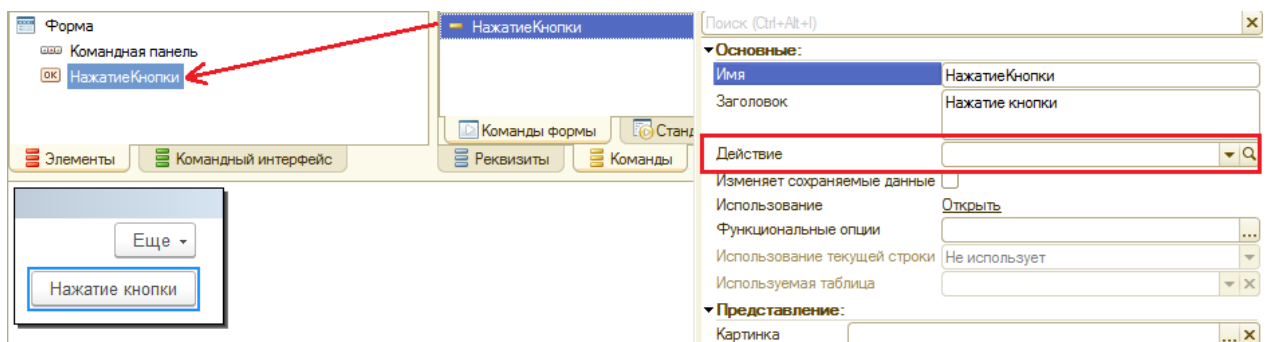 Форма
Командная панель
НажатиеКнопки
Элементы
Командный интерфейс
НажатиеКнопки
Команды формы
Станд
Реквизиты
Команды
Еще
Нажатие кнопки
Поиск (Ctrl+Alt+I)
Основные:
Имя НажатиеКнопки
Заголовок Нажатие кнопки
Действие
Изменяет сохраняемые данные
Использование Открыть
Функциональные опции
Использование текущей строки Не использует
Используемая таблица
Представление:
Картинка